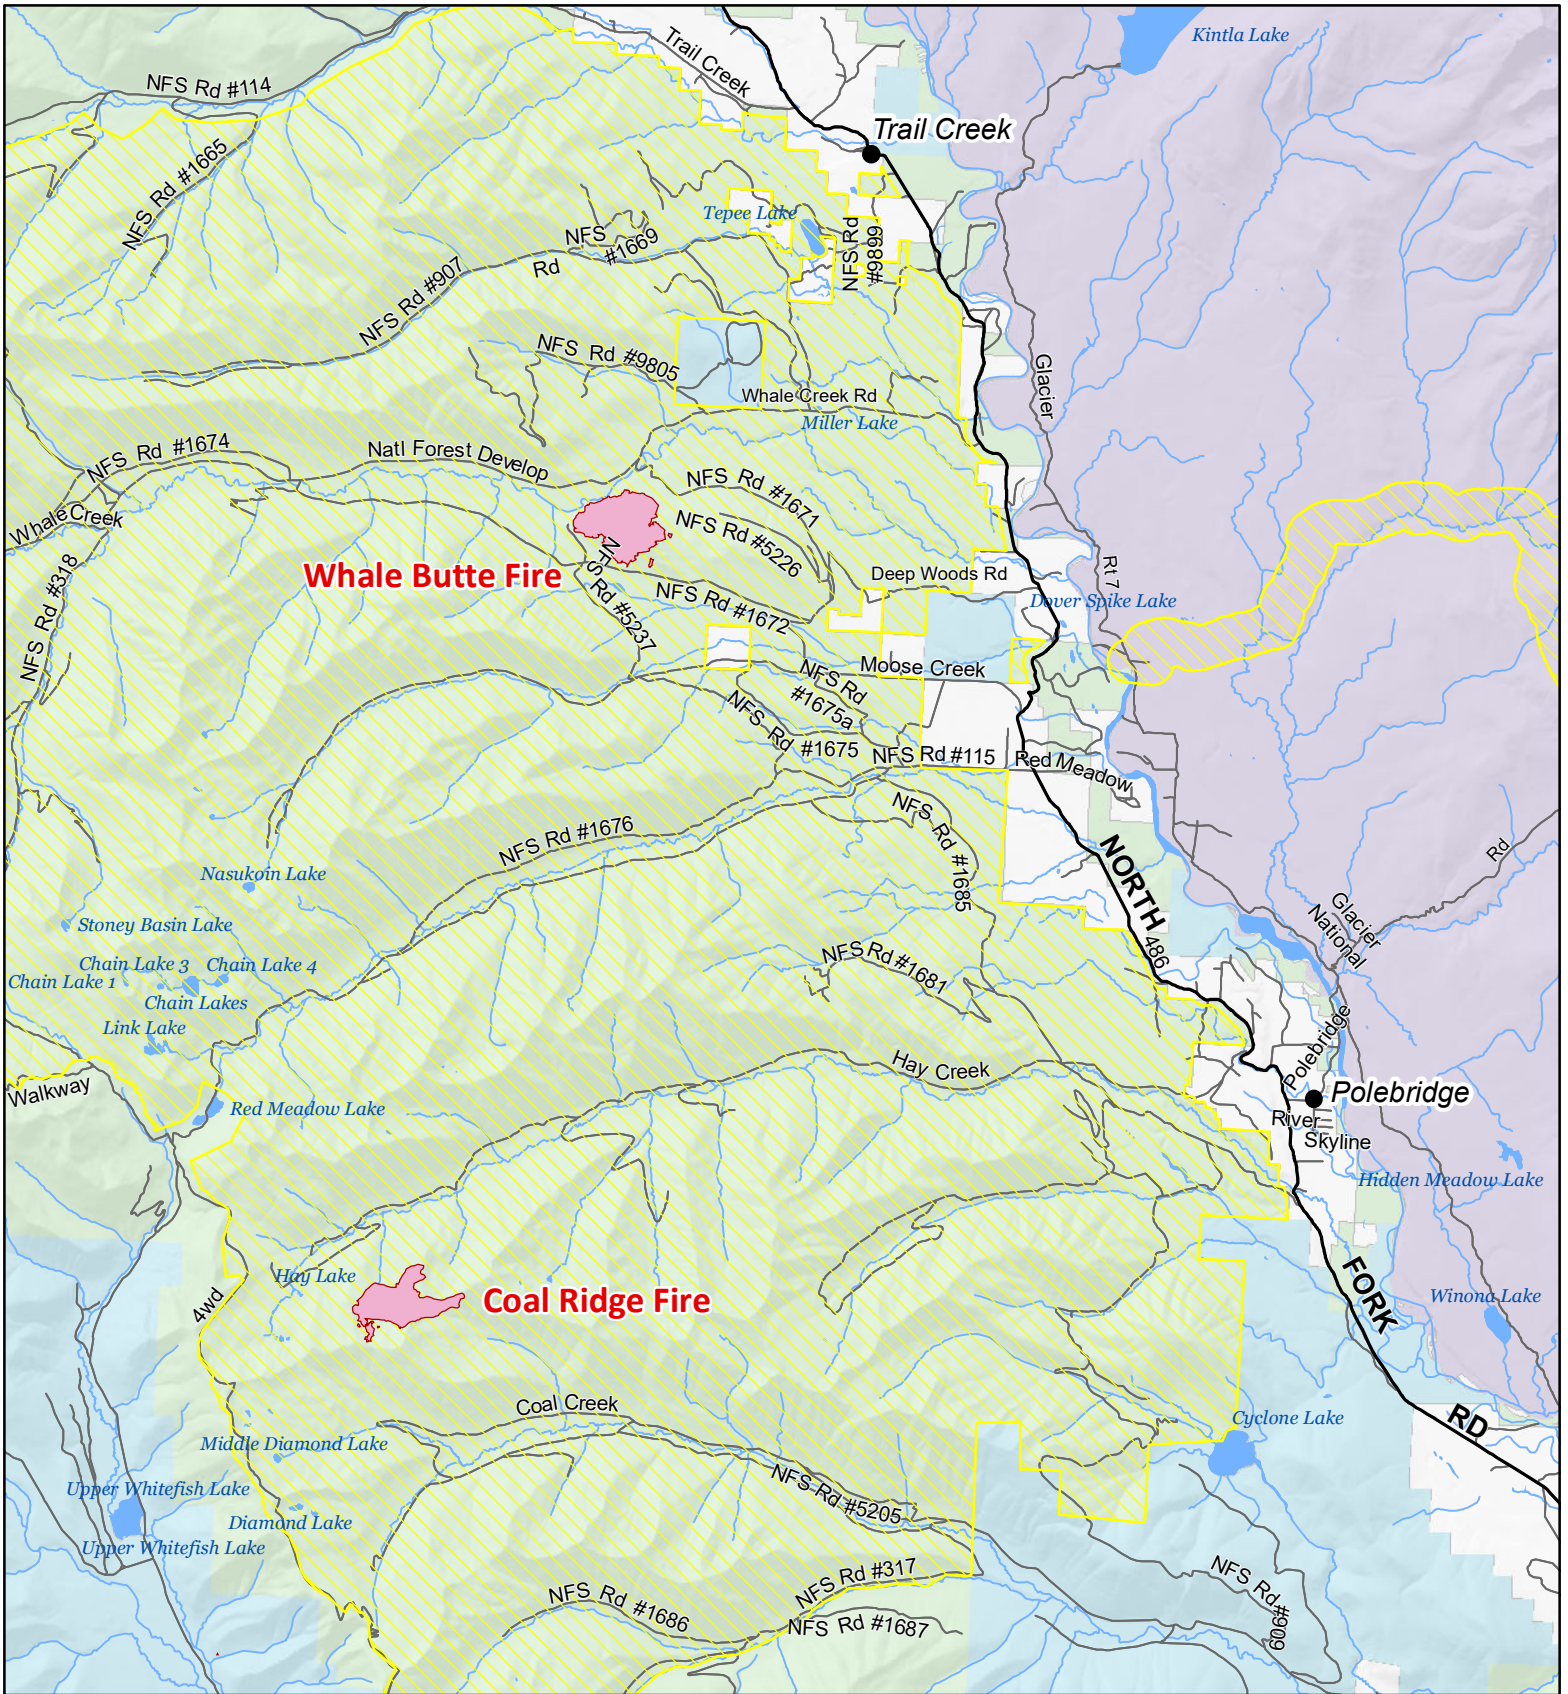 Kintla Lake
Trail Creek
NFS Rd #114
Trail Creek
NFS Rd #1665
Tepee Lake
NFS Rd
#9899
NFS
Rd
#1669
NFS Rd #907
NFS Rd #9805
Glacier
Whale Creek Rd
Miller Lake
NFS Rd #1674
Natl Forest Develop
NFS Rd #1671
Whale Creek
NFS Rd #5226
NFS Rd #318
Whale Butte Fire
NFS Rd #5237
Deep Woods Rd
Rt 7
NFS Rd #1672
Dover Spike Lake
Moose Creek
NFS Rd
#1675a
NFS Rd #1675
NFS Rd #115
Red Meadow
NFS Rd #1676
NFS Rd #1685
NORTH
486
Rd
Nasukoin Lake
Stoney Basin Lake
Glacier
National
Chain Lake 3
Chain Lake 4
Chain Lake 1
Chain Lakes
NFS Rd #1681
Link Lake
Hay Creek
Polebridge
Walkway
Red Meadow Lake
Polebridge
River
Skyline
Hidden Meadow Lake
Hay Lake
4wd
Coal Ridge Fire
FORK
Winona Lake
Coal Creek
Cyclone Lake
RD
Middle Diamond Lake
NFS Rd #5205
Upper Whitefish Lake
Diamond Lake
Upper Whitefish Lake
NFS Rd #317
NFS Rd #909
NFS Rd #1686
NFS Rd #1687